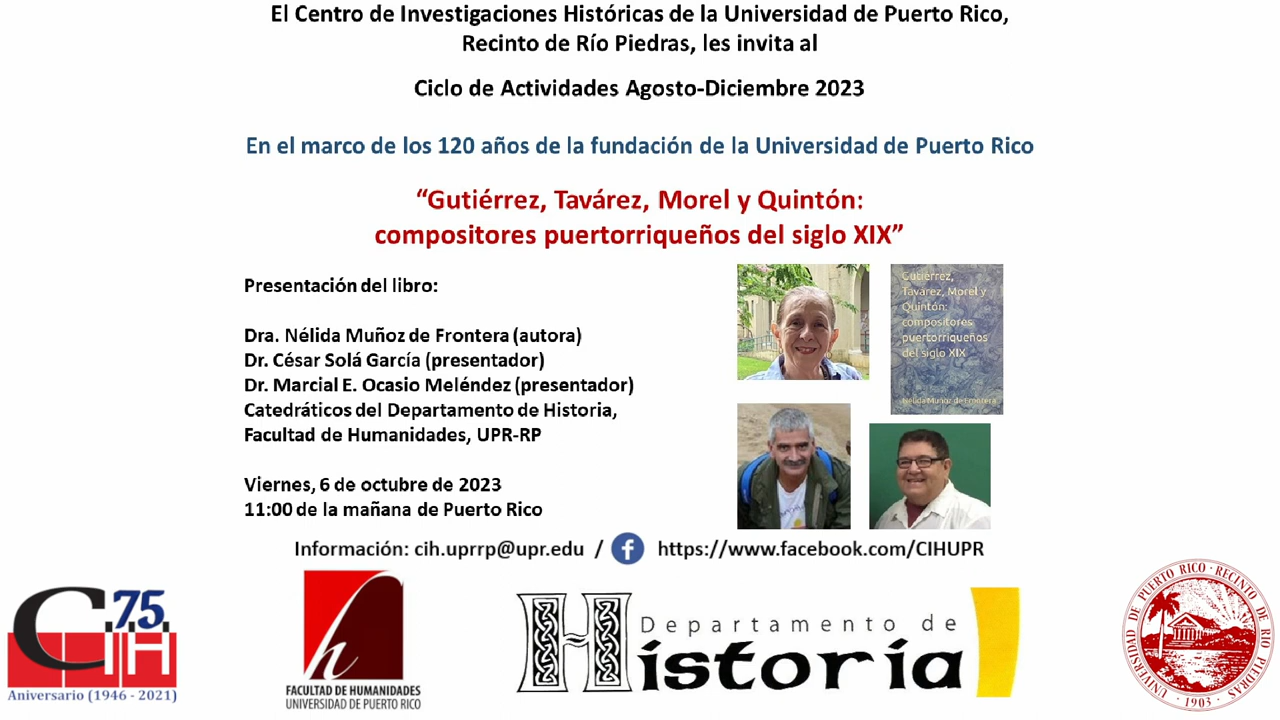 El Centro de Investigaciones Históricas de la Universidad de Puerto Rico,
Recinto de Río Piedras, les invita al
Ciclo de Actividades Agosto-Diciembre 2023
En el marco de los 120 años de la fundación de la Universidad de Puerto Rico
“Gutiérrez, Tavárez, Morel y Quintón:
compositores puertorriqueños del siglo XIX”
Presentación del libro:
Dra. Nélida Muñoz de Frontera (autora)
Dr. César Solá García (presentador)
Dr. Marcial E. Ocasio Meléndez (presentador)
Catedráticos del Departamento de Historia,
Facultad de Humanidades, UPR-RP
Viernes, 6 de octubre de 2023
11:00 de la mañana de Puerto Rico
Gutiérrez,
Tavárez, Morel y
Quintón:
compositores
puertorriqueños
del siglo XIX
Nélida Muñoz de Frontera
Información: cih.uprrp@upr.edu / f https://www.facebook.com/CIHUPR
CIH 75
Aniversario (1946 - 2021)
h
FACULTAD DE HUMANIDADES
UNIVERSIDAD DE PUERTO RICO
Departamento de
Historia
UNIVERSIDAD DE PUERTO RICO · RECINTO DE RÍO PIEDRAS
· 1903 ·